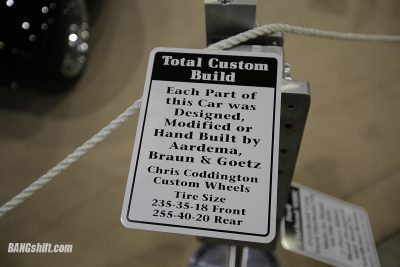 Total Custom
Build
Each Part of
this Car was
Designed,
Modified or
Hand Built by
Aardema,
Braun & Goetz
Chris Coddington
Custom Wheels
Tire Size
235-35-18 Front
255-40-20 Rear
BANGshift.com